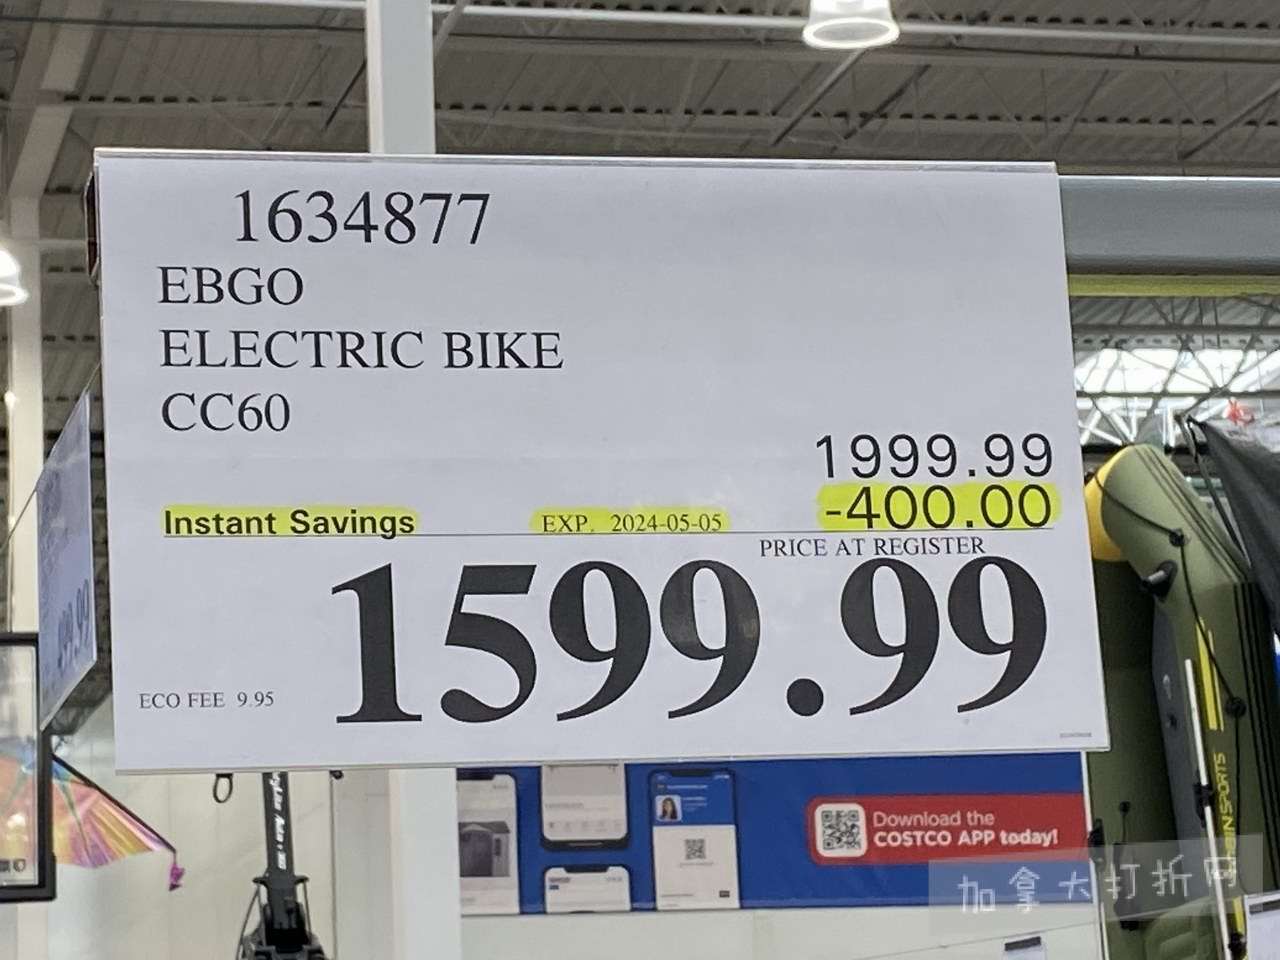 1634877
EBGO
ELECTRIC BIKE
CC60
1999.99
Instant Savings EXP. 2024-05-05 -400.00
PRICE AT REGISTER
1599.99
ECO FEE 9.95
Download the
COSTCO APP today!
加拿大打折网